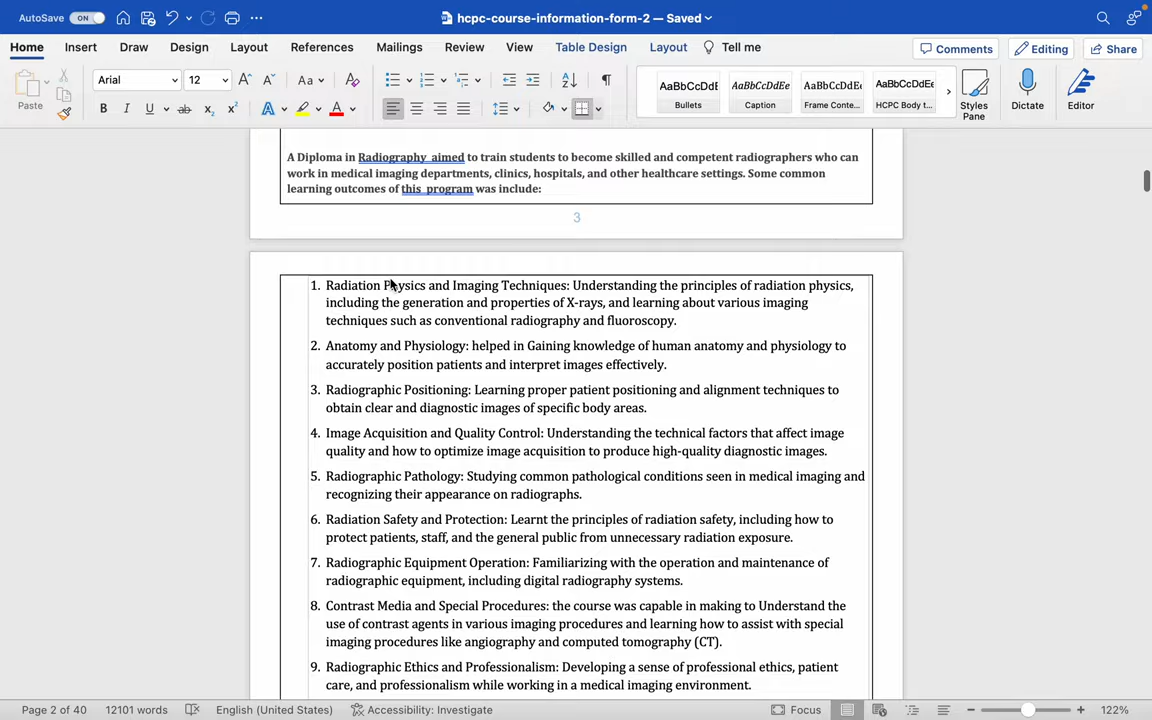 AutoSave ON hcpc-course-information-form-2 — Saved
Home Insert Draw Design Layout References Mailings Review View Table Design Layout Tell me Comments Editing Share
Paste Arial 12 Aa AaBbCcDdE AaBbCcDdEe AaBbCcDdE AaBbCcDdEe
Bullets Caption Frame Conte... HCPC Body t... Styles Pane Dictate Editor
A Diploma in Radiography aimed to train students to become skilled and competent radiographers who can
work in medical imaging departments, clinics, hospitals, and other healthcare settings. Some common
learning outcomes of this program was include:
3
1. Radiation Physics and Imaging Techniques: Understanding the principles of radiation physics,
including the generation and properties of X-rays, and learning about various imaging
techniques such as conventional radiography and fluoroscopy.
2. Anatomy and Physiology: helped in Gaining knowledge of human anatomy and physiology to
accurately position patients and interpret images effectively.
3. Radiographic Positioning: Learning proper patient positioning and alignment techniques to
obtain clear and diagnostic images of specific body areas.
4. Image Acquisition and Quality Control: Understanding the technical factors that affect image
quality and how to optimize image acquisition to produce high-quality diagnostic images.
5. Radiographic Pathology: Studying common pathological conditions seen in medical imaging and
recognizing their appearance on radiographs.
6. Radiation Safety and Protection: Learnt the principles of radiation safety, including how to
protect patients, staff, and the general public from unnecessary radiation exposure.
7. Radiographic Equipment Operation: Familiarizing with the operation and maintenance of
radiographic equipment, including digital radiography systems.
8. Contrast Media and Special Procedures: the course was capable in making to Understand the
use of contrast agents in various imaging procedures and learning how to assist with special
imaging procedures like angiography and computed tomography (CT).
9. Radiographic Ethics and Professionalism: Developing a sense of professional ethics, patient
care, and professionalism while working in a medical imaging environment.
Page 2 of 40 12101 words English (United States) Accessibility: Investigate Focus 122%